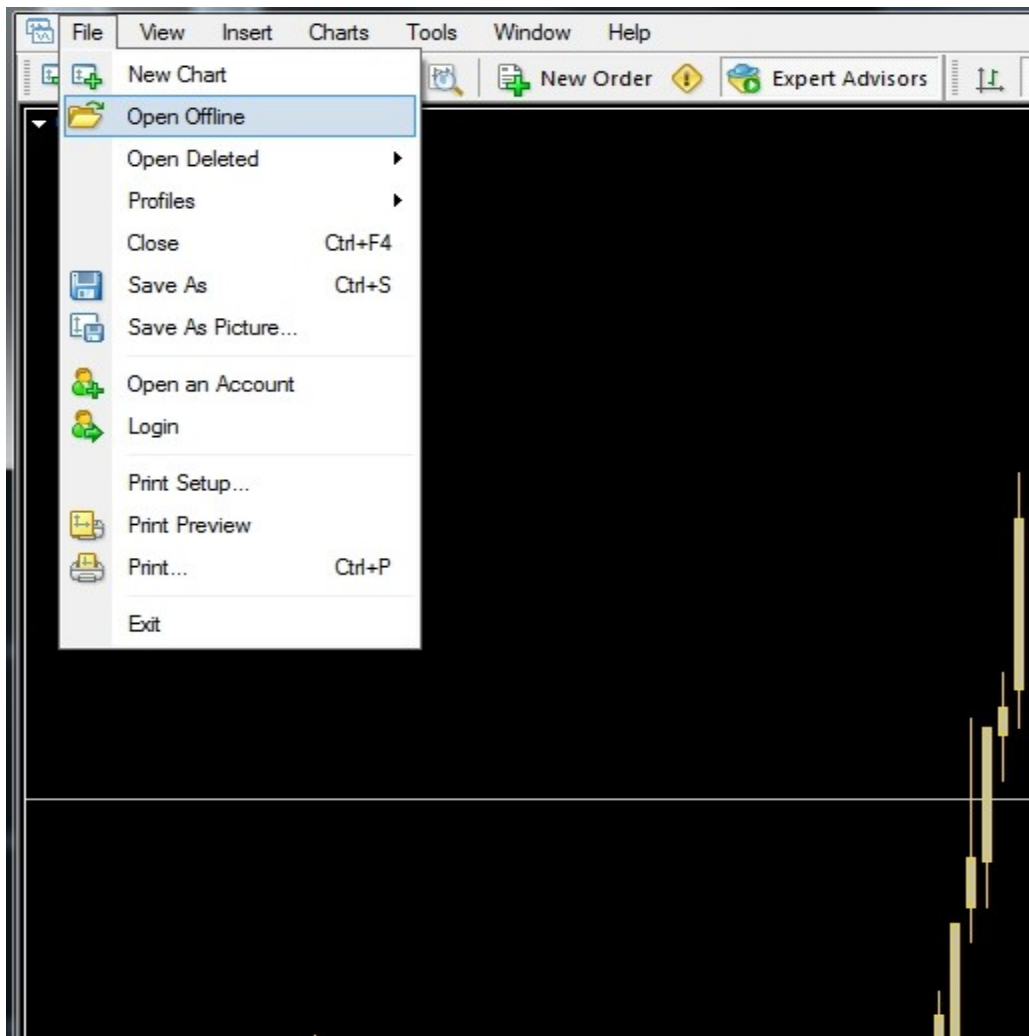 File View Insert Charts Tools Window Help
New Order Expert Advisors
New Chart
Open Offline
Open Deleted
Profiles
Close Ctrl+F4
Save As Ctrl+S
Save As Picture...
Open an Account
Login
Print Setup...
Print Preview
Print... Ctrl+P
Exit